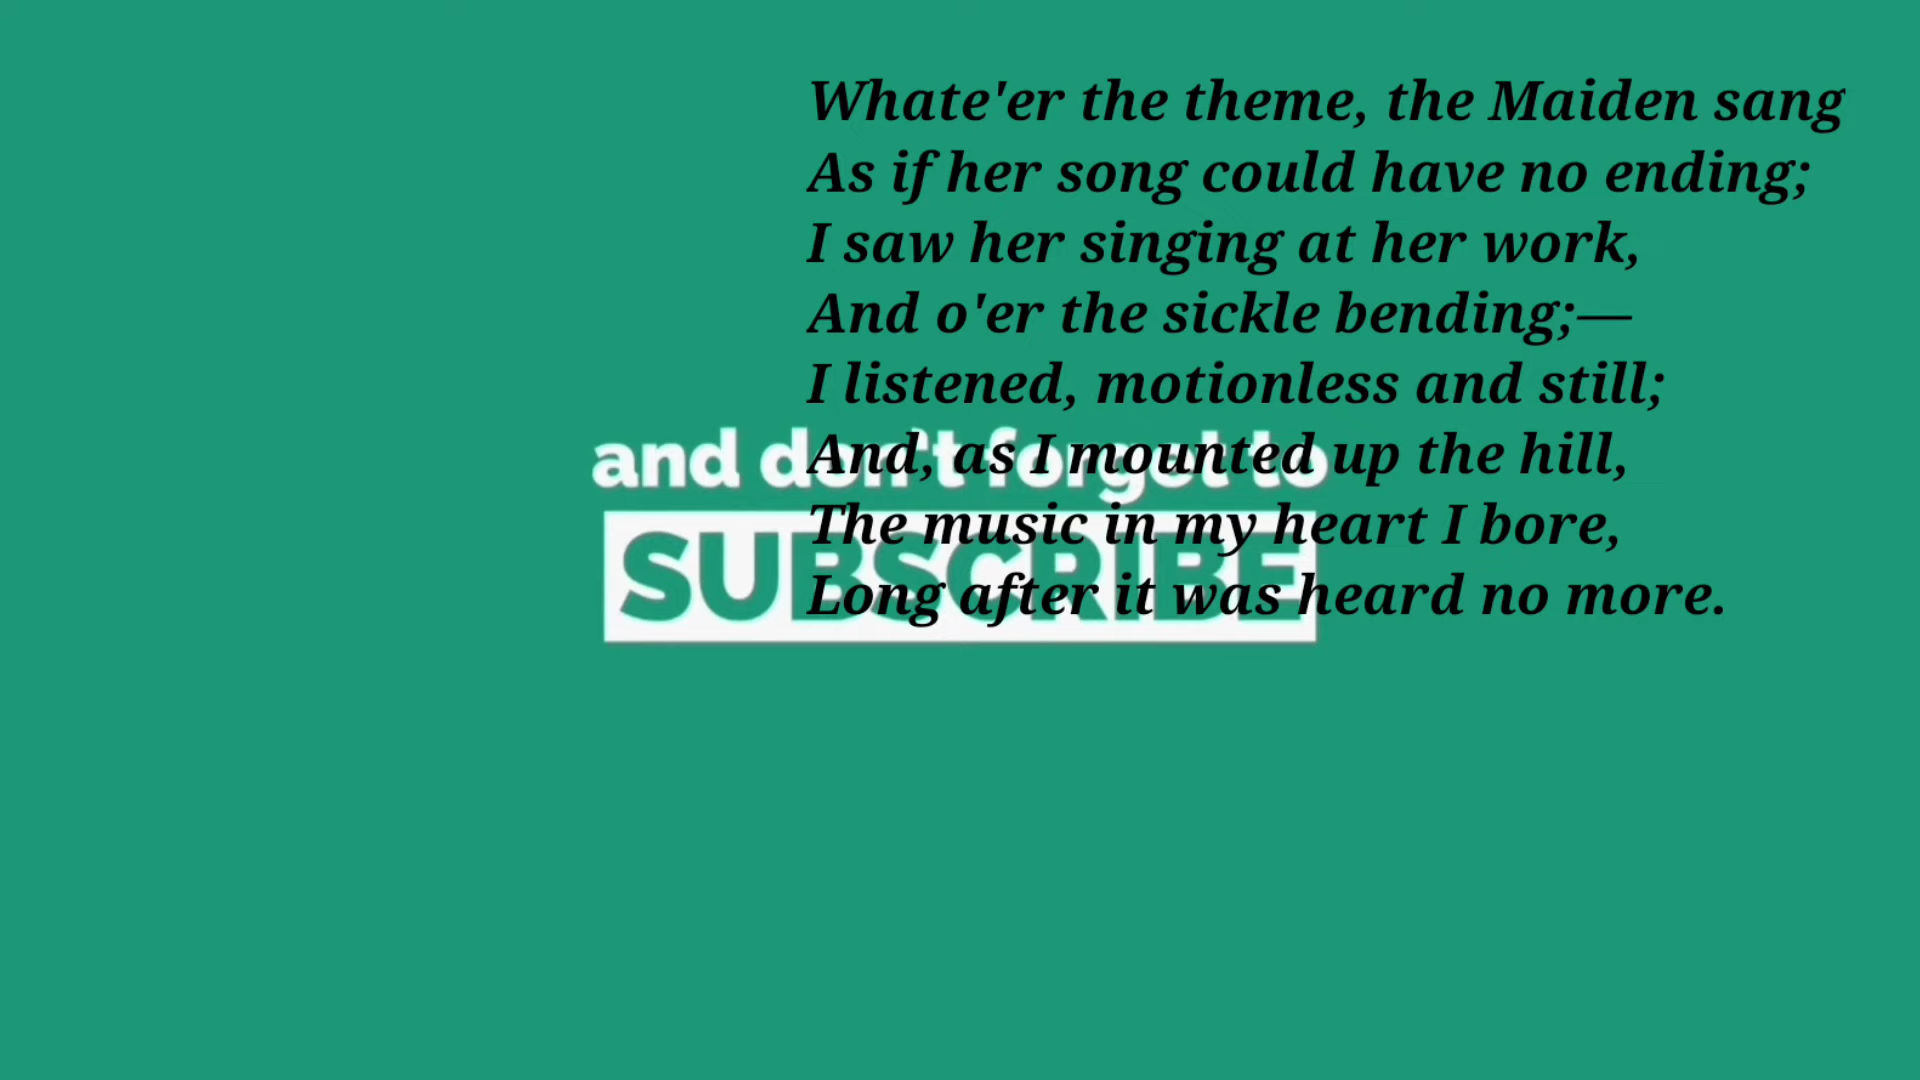 Whate'er the theme, the Maiden sang
As if her song could have no ending;
I saw her singing at her work,
And o'er the sickle bending;—
I listened, motionless and still;
And, as I mounted up the hill,
The music in my heart I bore,
Long after it was heard no more.
and don't forget to
SUBSCRIBE